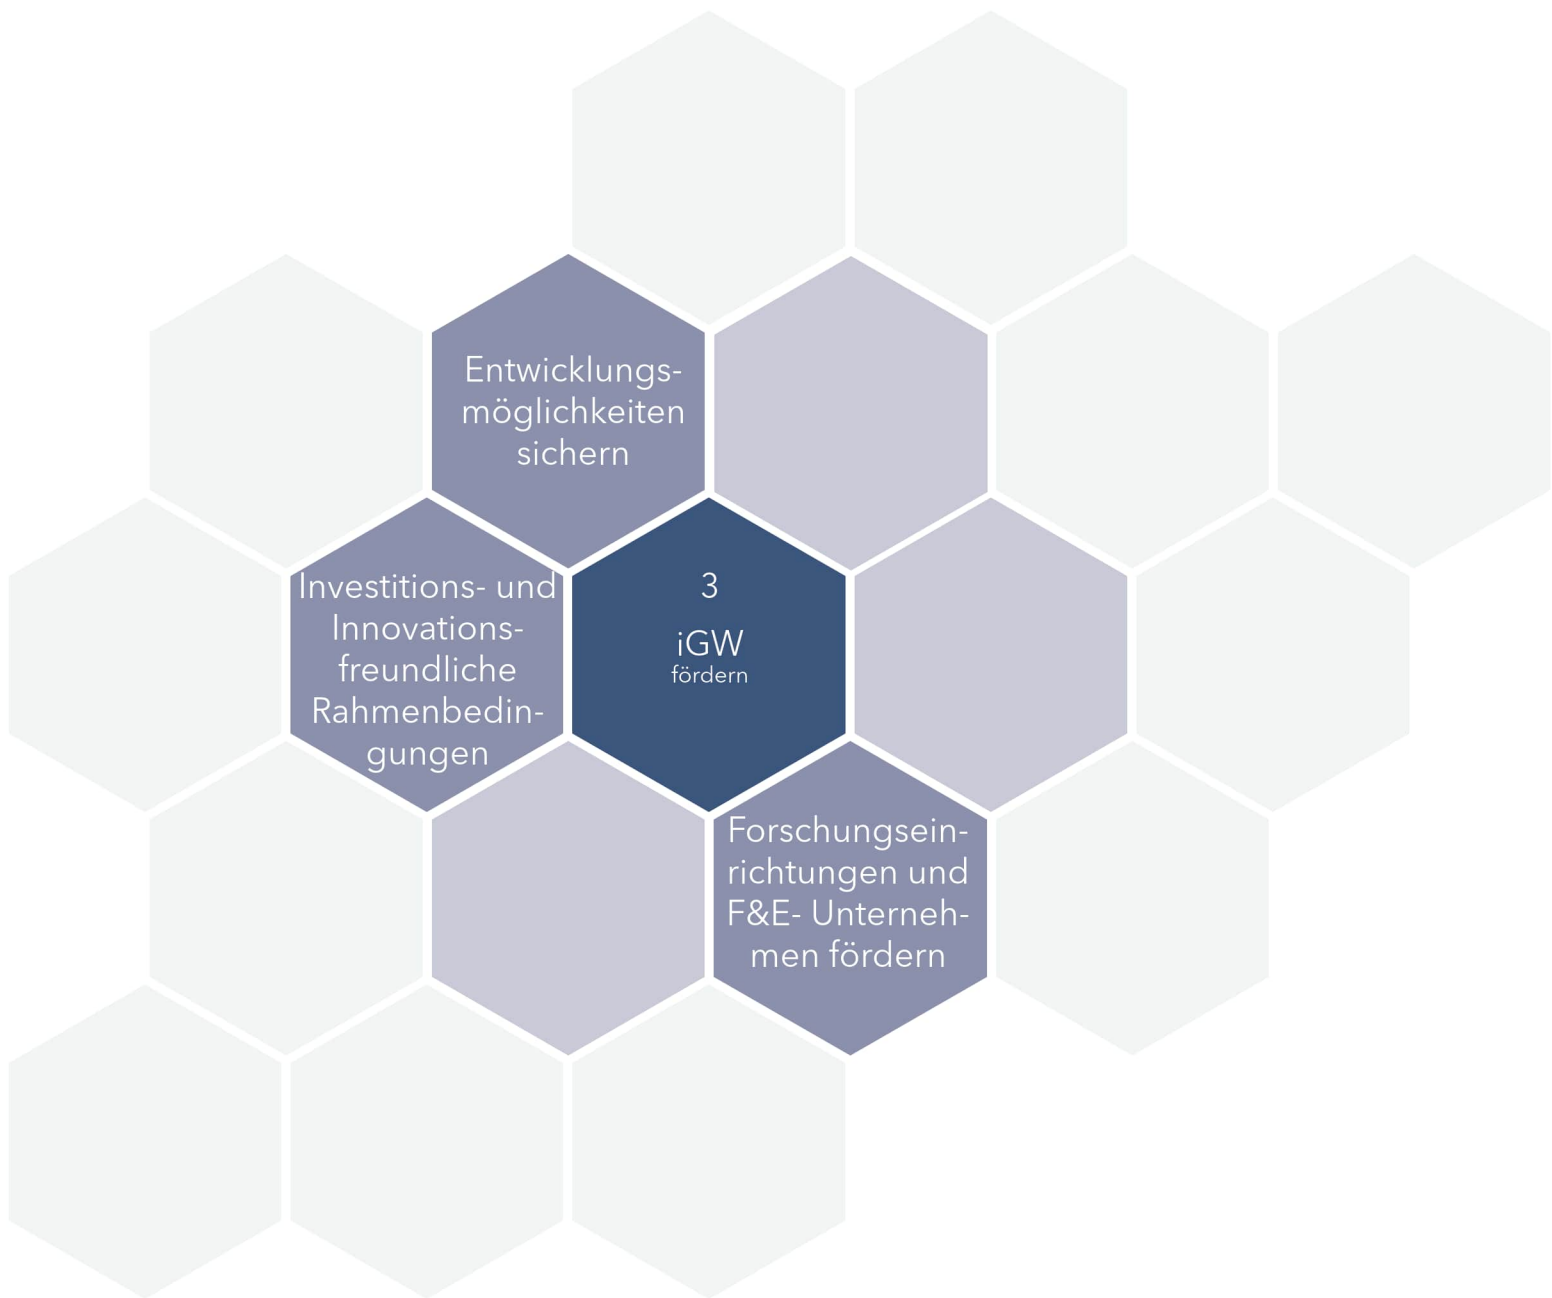 Entwicklungs-
möglichkeiten
sichern
Investitions- und
Innovations-
freundliche
Rahmenbedin-
gungen
3
iGW
fördern
Forschungsein-
richtungen und
F&E- Unterneh-
men fördern